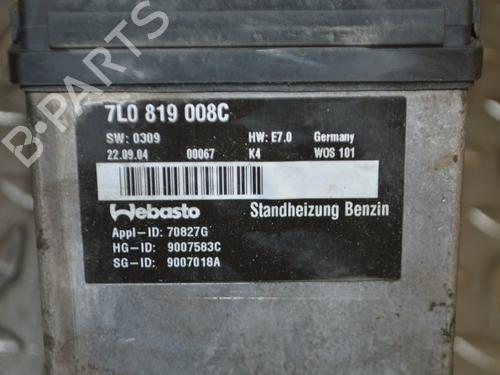 7L0 819 008C
SW: 0309 HW: E7.0 Germany
22.09.04 00067 K4 WOS 101
Webasto Standheizung Benzin
Appl-ID: 70827G
HG-ID: 9007583C
SG-ID: 9007018A